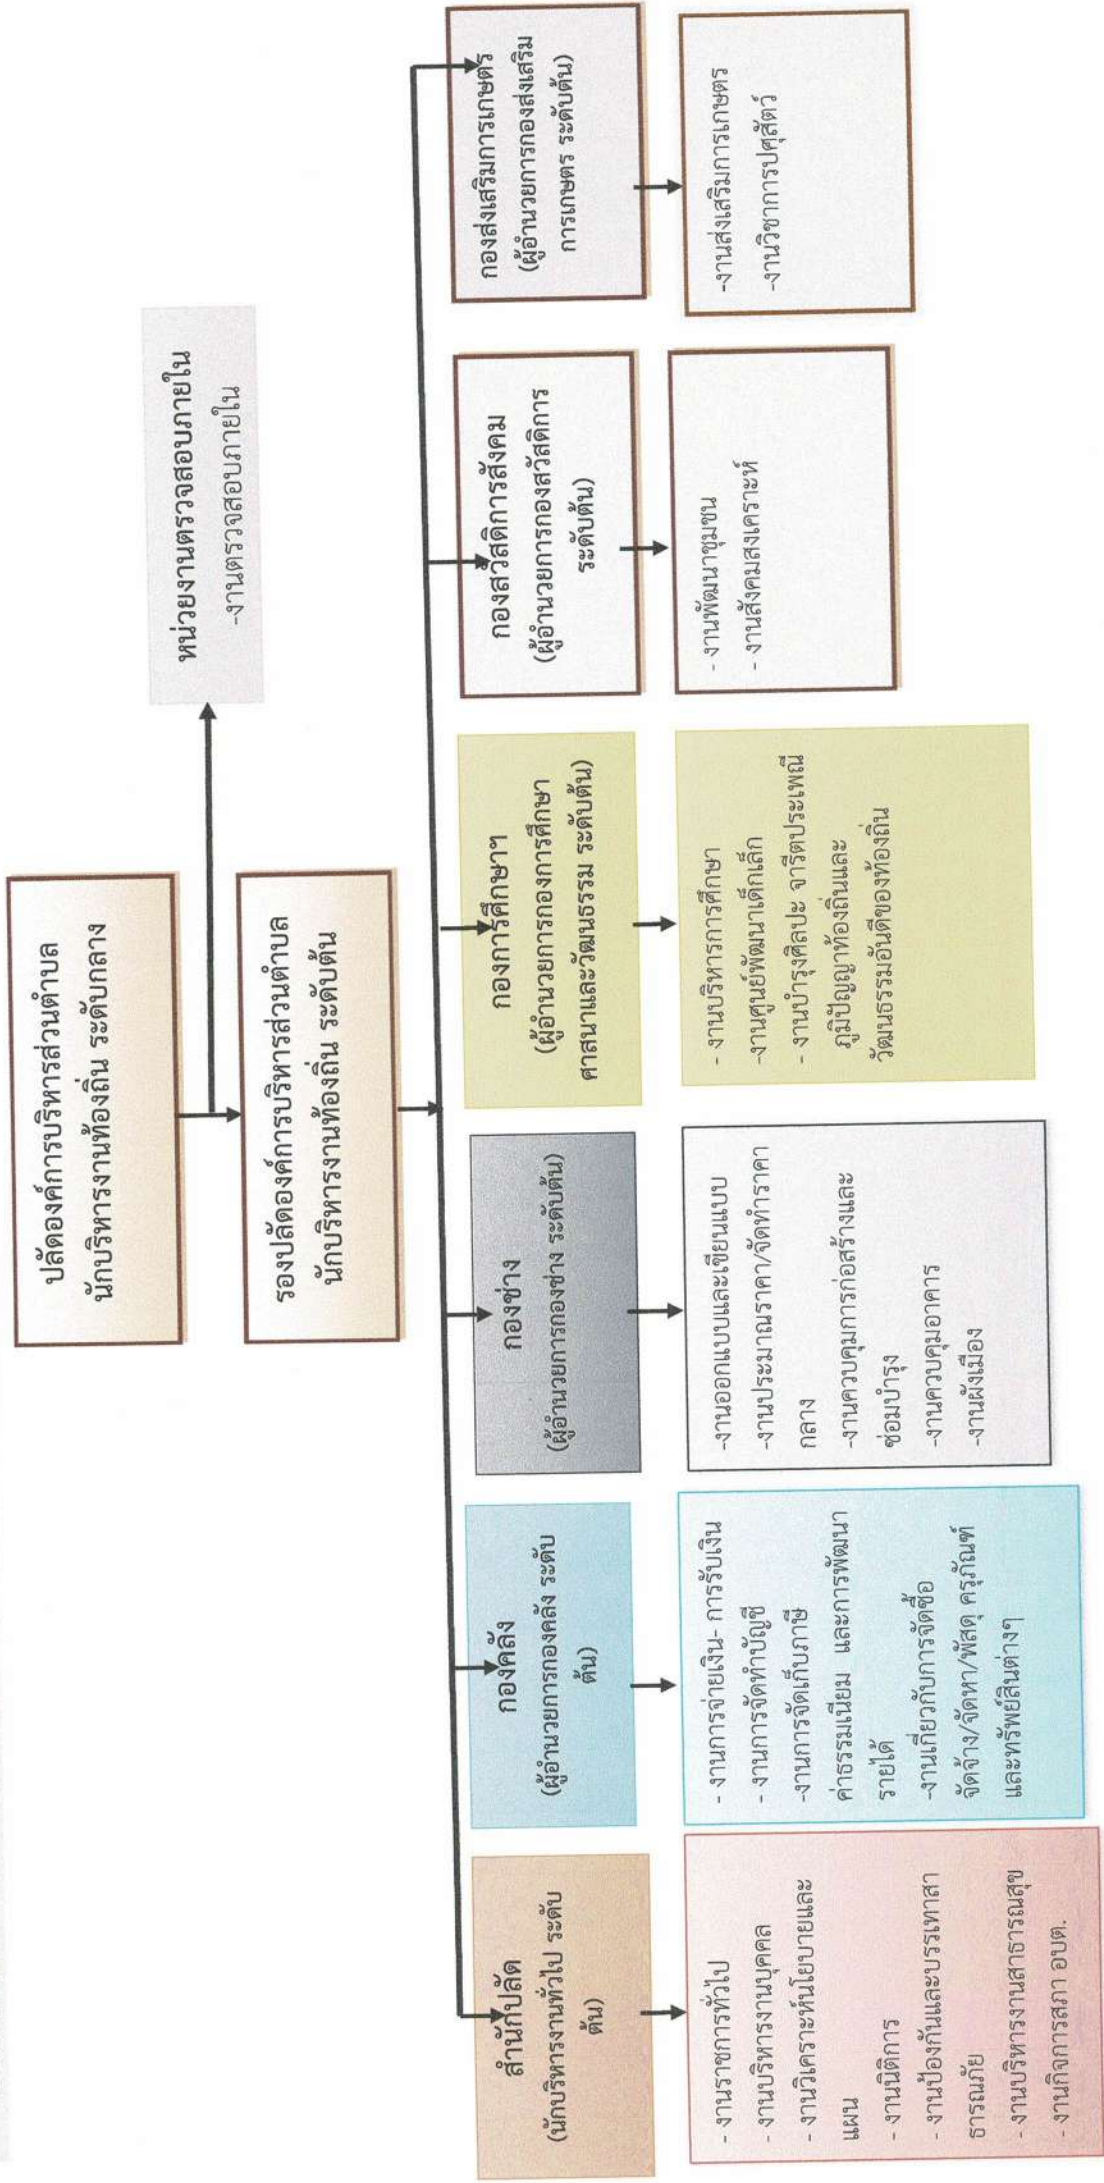 ปลัดองค์การบริหารส่วนตำบล
นักบริหารงานท้องถิ่น ระดับกลาง
หน่วยงานตรวจสอบภายใน
-งานตรวจสอบภายใน
รองปลัดองค์การบริหารส่วนตำบล
นักบริหารงานท้องถิ่น ระดับต้น
สำนักปลัด
(นักบริหารงานทั่วไป ระดับ
ต้น)
- งานราชการทั่วไป
- งานบริหารงานบุคคล
- งานวิเคราะห์นโยบายและ
แผน
- งานนิติการ
- งานป้องกันและบรรเทาสา
ธารณภัย
- งานบริหารงานสาธารณสุข
- งานกิจการสภา อบต.
กองคลัง
(ผู้อำนวยการกองคลัง ระดับ
ต้น)
- งานการจ่ายเงิน- การรับเงิน
- งานการจัดทำบัญชี
-งานการจัดเก็บภาษี
ค่าธรรมเนียม และการพัฒนา
รายได้
-งานเกี่ยวกับการจัดซื้อ
จัดจ้าง/จัดหา/พัสดุ ครุภัณฑ์
และทรัพย์สินต่างๆ
กองช่าง
(ผู้อำนวยการกองช่าง ระดับต้น)
-งานออกแบบและเขียนแบบ
-งานประมาณราคา/จัดทำราคา
กลาง
-งานควบคุมการก่อสร้างและ
ซ่อมบำรุง
-งานควบคุมอาคาร
-งานผังเมือง
กองการศึกษาฯ
(ผู้อำนวยการกองการศึกษา
ศาสนาและวัฒนธรรม ระดับต้น)
- งานบริหารการศึกษา
-งานศูนย์พัฒนาเด็กเล็ก
- งานบำรุงศิลปะ จารีตประเพณี
ภูมิปัญญาท้องถิ่นและ
วัฒนธรรมอันดีของท้องถิ่น
กองสวัสดิการสังคม
(ผู้อำนวยการกองสวัสดิการ
ระดับต้น)
- งานพัฒนาชุมชน
- งานสังคมสงเคราะห์
กองส่งเสริมการเกษตร
(ผู้อำนวยการกองส่งเสริม
การเกษตร ระดับต้น)
-งานส่งเสริมการเกษตร
-งานวิชาการปศุสัตว์